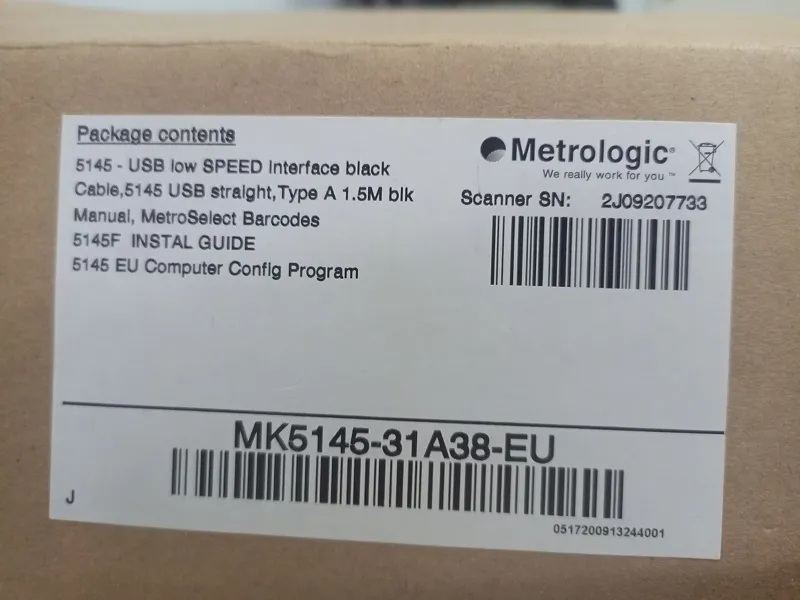 Package contents
5145 - USB low SPEED interface black
Cable,5145 USB straight,Type A 1.5M blk
Manual, MetroSelect Barcodes
5145F INSTAL GUIDE
5145 EU Computer Config Program
Metrologic®
We really work for you ™
Scanner SN: 2J09207733
MK5145-31A38-EU
J
0517200913244001